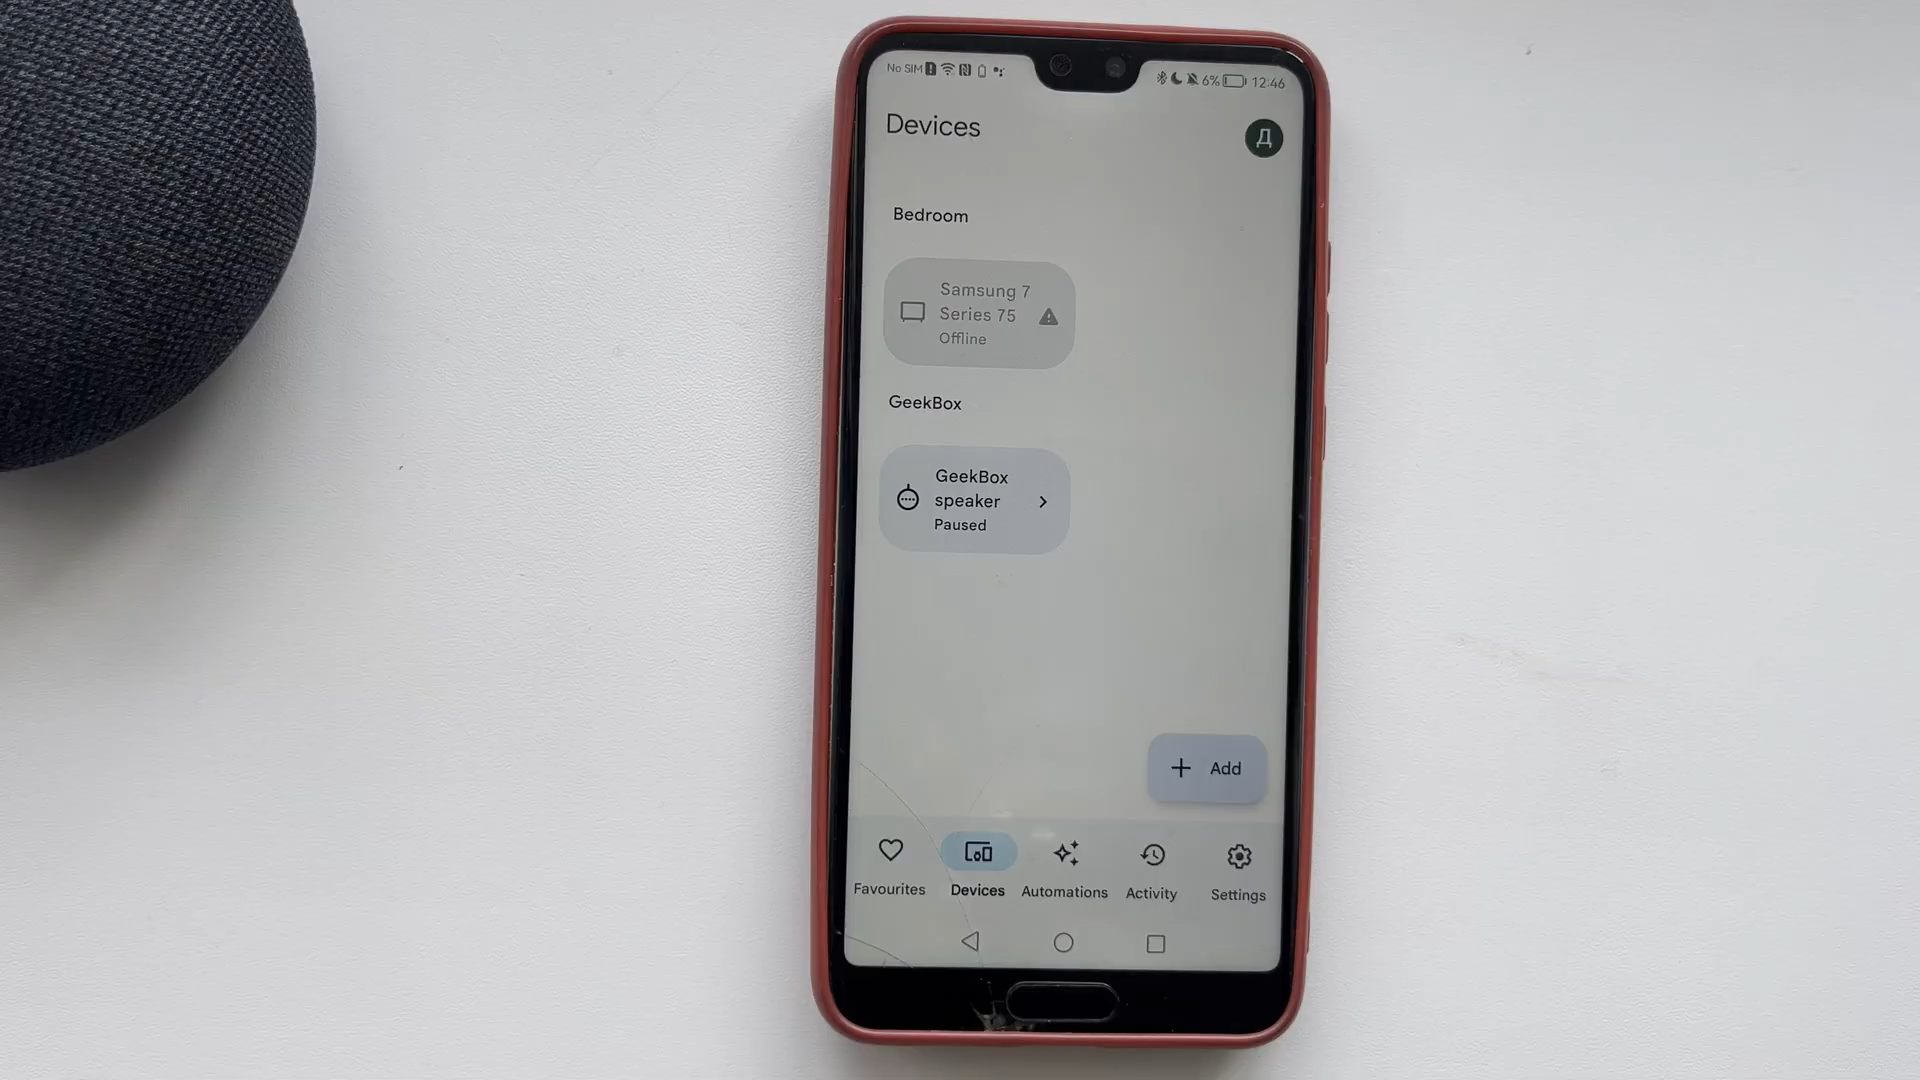 No SIM 6% 12:46
Devices
Д
Bedroom
Samsung 7
Series 75
Offline
GeekBox
GeekBox
speaker
Paused
+ Add
Favourites Devices Automations Activity Settings